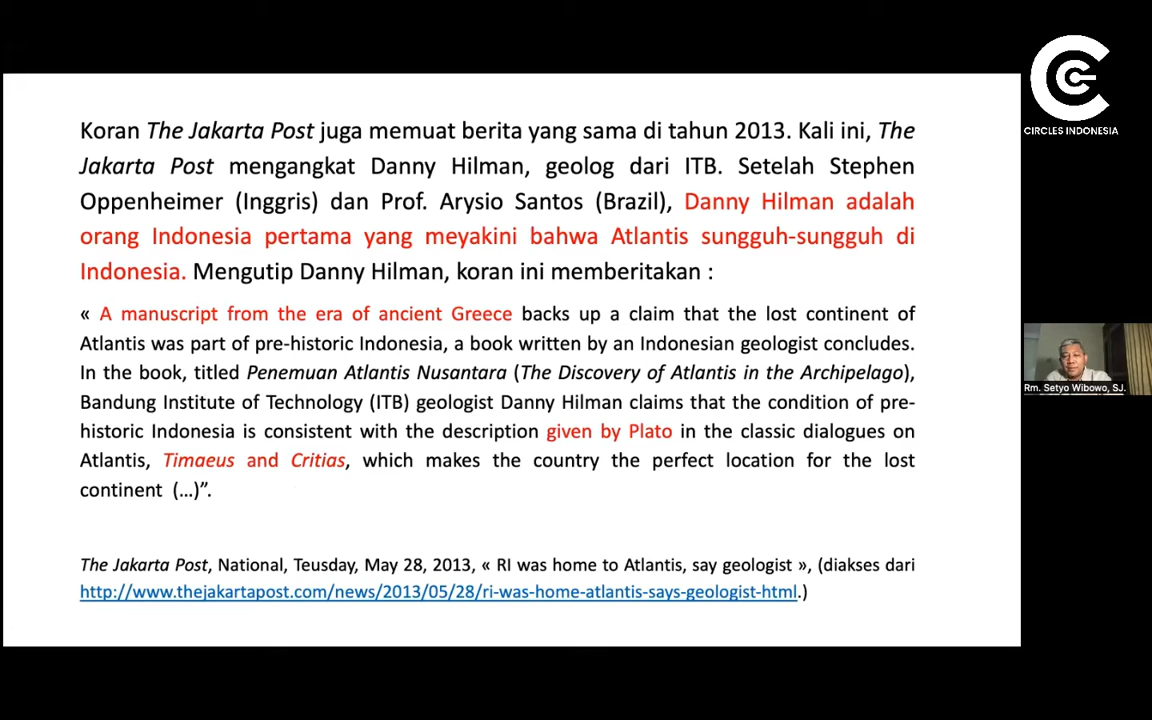 CIRCLES INDONESIA
Koran The Jakarta Post juga memuat berita yang sama di tahun 2013. Kali ini, The
Jakarta Post mengangkat Danny Hilman, geolog dari ITB. Setelah Stephen
Oppenheimer (Inggris) dan Prof. Arysio Santos (Brazil), Danny Hilman adalah
orang Indonesia pertama yang meyakini bahwa Atlantis sungguh-sungguh di
Indonesia. Mengutip Danny Hilman, koran ini memberitakan :
« A manuscript from the era of ancient Greece backs up a claim that the lost continent of
Atlantis was part of pre-historic Indonesia, a book written by an Indonesian geologist concludes.
In the book, titled Penemuan Atlantis Nusantara (The Discovery of Atlantis in the Archipelago),
Bandung Institute of Technology (ITB) geologist Danny Hilman claims that the condition of pre-
historic Indonesia is consistent with the description given by Plato in the classic dialogues on
Atlantis, Timaeus and Critias, which makes the country the perfect location for the lost
continent (...)”.
The Jakarta Post, National, Teusday, May 28, 2013, « RI was home to Atlantis, say geologist », (diakses dari
http://www.thejakartapost.com/news/2013/05/28/ri-was-home-atlantis-says-geologist-html.)
Rm. Setyo Wibowo, SJ.